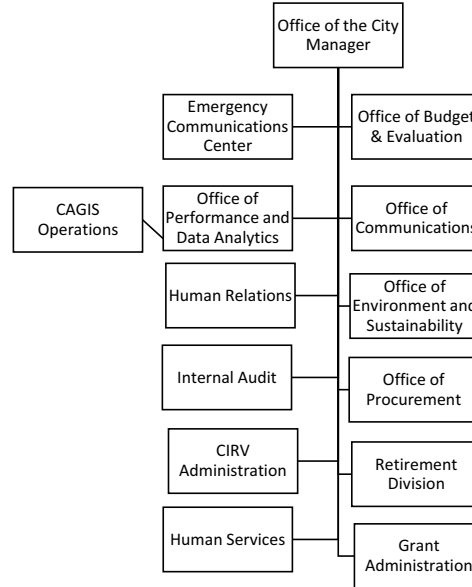 Office of the City
Manager
Emergency
Communications
Center
Office of Budget
& Evaluation
CAGIS
Operations
Office of
Performance and
Data Analytics
Office of
Communications
Human Relations
Office of
Environment and
Sustainability
Internal Audit
Office of
Procurement
CIRV
Administration
Retirement
Division
Human Services
Grant
Administration